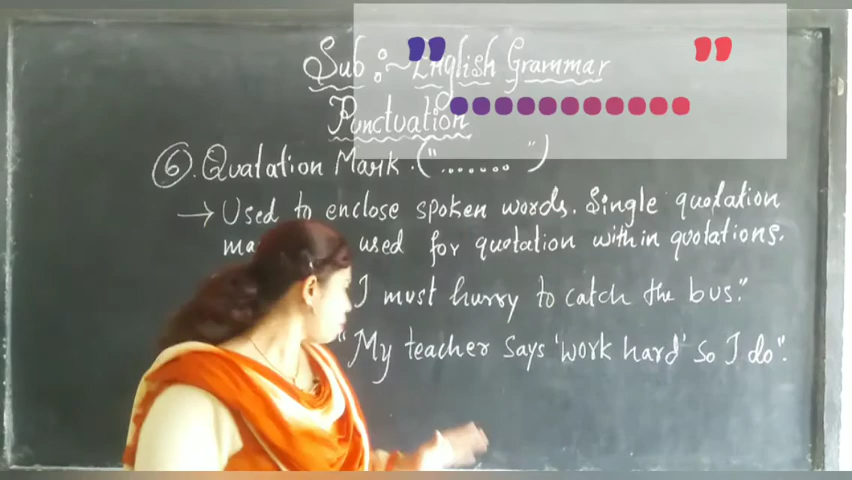 Sub:~ English Grammar
Punctuation
⑥. Quatation Mark. ("....... ")
→ Used to enclose spoken words. Single quotation
used for quotation within quotations.
I must hurry to catch the bus."
"My teacher says 'work hard' so I do".